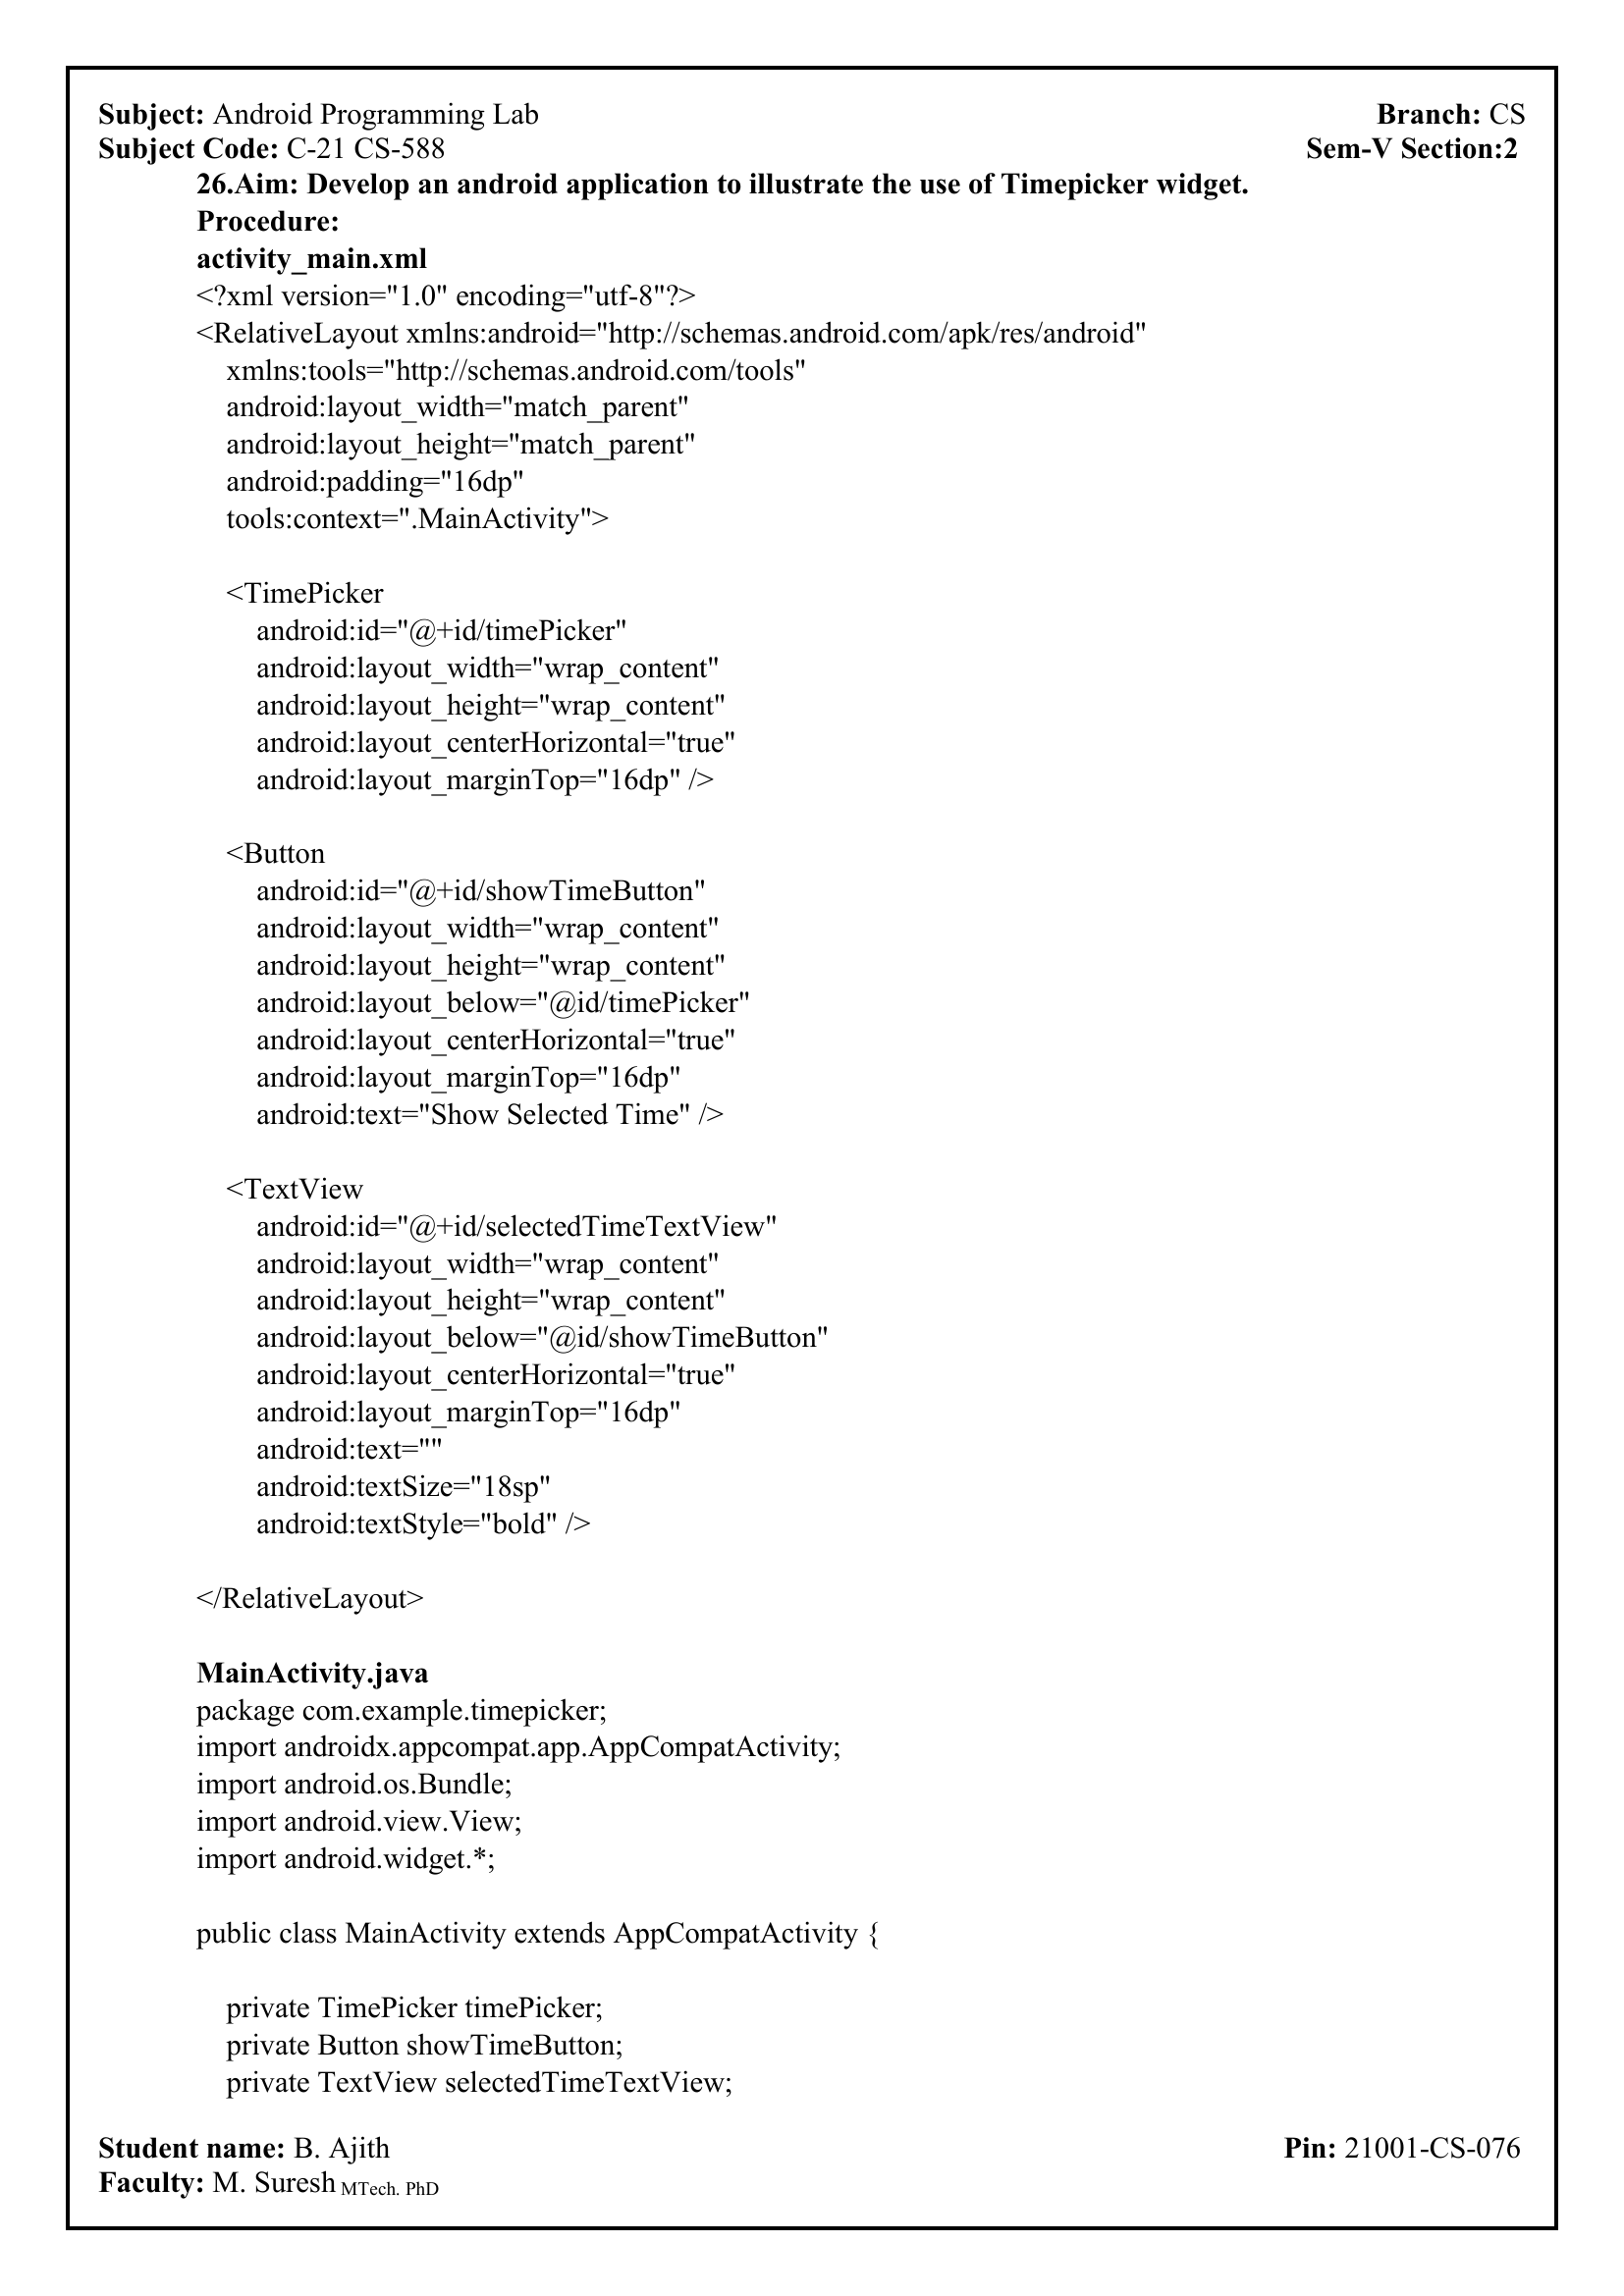 Subject: Android Programming Lab Branch: CS
Subject Code: C-21 CS-588 Sem-V Section:2
26.Aim: Develop an android application to illustrate the use of Timepicker widget.
Procedure:
activity_main.xml
<?xml version="1.0" encoding="utf-8"?>
<RelativeLayout xmlns:android="http://schemas.android.com/apk/res/android"
    xmlns:tools="http://schemas.android.com/tools"
    android:layout_width="match_parent"
    android:layout_height="match_parent"
    android:padding="16dp"
    tools:context=".MainActivity">

    <TimePicker
        android:id="@+id/timePicker"
        android:layout_width="wrap_content"
        android:layout_height="wrap_content"
        android:layout_centerHorizontal="true"
        android:layout_marginTop="16dp" />

    <Button
        android:id="@+id/showTimeButton"
        android:layout_width="wrap_content"
        android:layout_height="wrap_content"
        android:layout_below="@id/timePicker"
        android:layout_centerHorizontal="true"
        android:layout_marginTop="16dp"
        android:text="Show Selected Time" />

    <TextView
        android:id="@+id/selectedTimeTextView"
        android:layout_width="wrap_content"
        android:layout_height="wrap_content"
        android:layout_below="@id/showTimeButton"
        android:layout_centerHorizontal="true"
        android:layout_marginTop="16dp"
        android:text=""
        android:textSize="18sp"
        android:textStyle="bold" />

</RelativeLayout>

MainActivity.java
package com.example.timepicker;
import androidx.appcompat.app.AppCompatActivity;
import android.os.Bundle;
import android.view.View;
import android.widget.*;

public class MainActivity extends AppCompatActivity {

    private TimePicker timePicker;
    private Button showTimeButton;
    private TextView selectedTimeTextView;

Student name: B. Ajith Pin: 21001-CS-076
Faculty: M. Suresh MTech. PhD